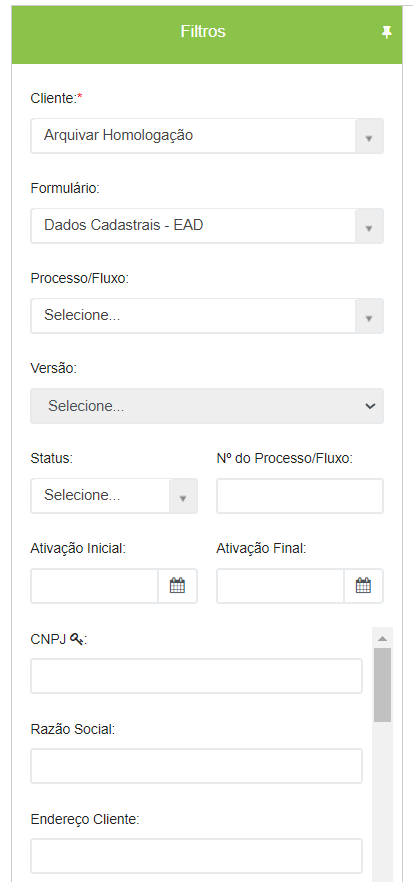 Filtros
Cliente:*
Arquivar Homologação
Formulário:
Dados Cadastrais - EAD
Processo/Fluxo:
Selecione...
Versão:
Selecione...
Status: Nº do Processo/Fluxo:
Selecione...
Ativação Inicial: Ativação Final:
CNPJ :
Razão Social:
Endereço Cliente: